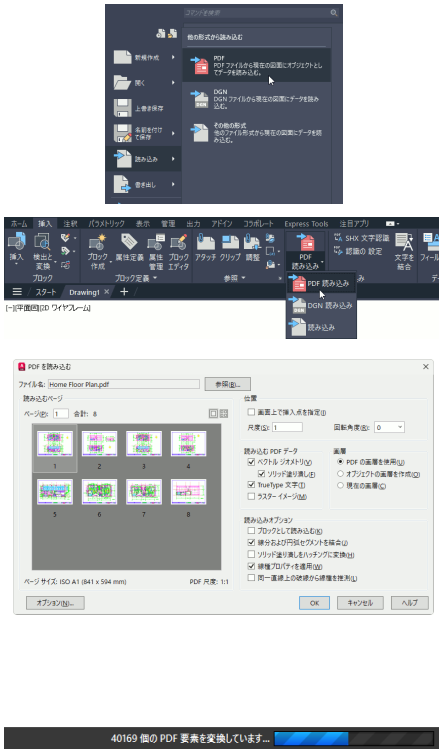 コマンドを検索
他の形式から読み込む
新規作成
PDF
PDF ファイルから現在の図面にオブジェクトとし
てデータを読み込む。
開く
DGN
DGN ファイルから現在の図面にデータを読み
込む。
上書き保存
その他の形式
他のファイル形式から現在の図面にデータを読
み込む。
名前を付け
て保存
読み込み
書き出し
ホーム 挿入 注釈 パラメトリック 表示 管理 出力 アドイン コラボレート Express Tools 注目アプリ
挿入 検出と
変換 ブロック
作成 属性定義 属性
管理 ブロック
エディタ アタッチ クリップ 調整 PDF
読み込み SHX 文字認識
認識の設定 文字を
結合 フィール
ブロック ブロック定義 参照 デー
スタート Drawing1
PDF 読み込み
DGN 読み込み
読み込み
[−][平面図][2D ワイヤフレーム]
PDF を読み込む
ファイル名: Home Floor Plan.pdf 参照(B)...
読み込むページ
ページ(P): 1 合計: 8
1 2 3 4
5 6 7 8
ページ サイズ: ISO A1 (841 x 594 mm) PDF 尺度: 1:1
位置
画面上で挿入点を指定(I)
尺度(S): 1 回転角度(R): 0
読み込む PDF データ
ベクトル ジオメトリ(V)
ソリッド塗り潰し(F)
TrueType 文字(T)
ラスター イメージ(M)
画層
PDF の画層を使用(U)
オブジェクトの画層を作成(O)
現在の画層(C)
読み込みオプション
ブロックとして読み込む(K)
線分および円弧セグメントを結合(J)
ソリッド塗り潰しをハッチングに変換(H)
線種プロパティを適用(W)
同一直線上の破線から線種を推測(L)
オプション(N)... OK キャンセル ヘルプ
40169 個の PDF 要素を変換しています...